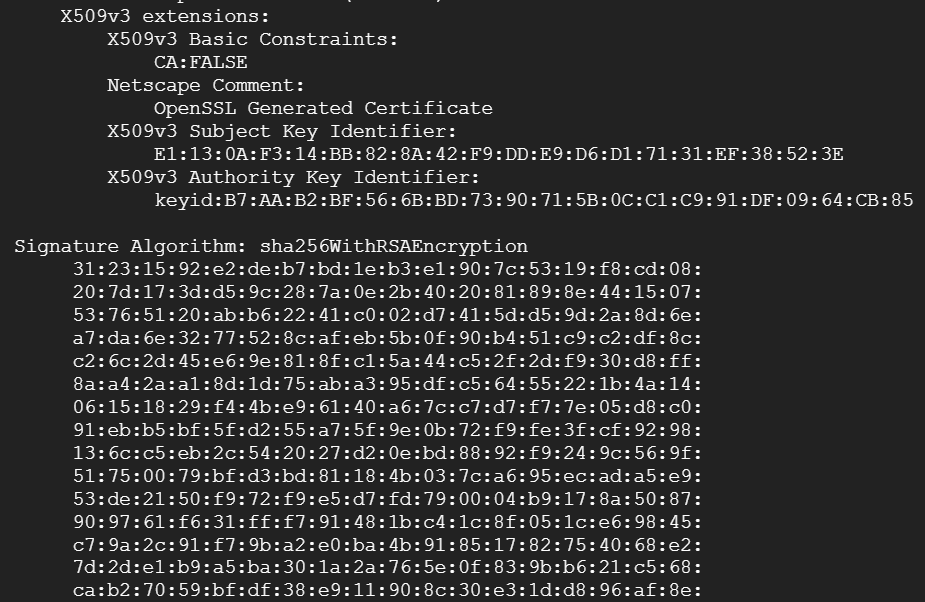 X509v3 extensions:
X509v3 Basic Constraints:
CA:FALSE
Netscape Comment:
OpenSSL Generated Certificate
X509v3 Subject Key Identifier:
E1:13:0A:F3:14:BB:82:8A:42:F9:DD:E9:D6:D1:71:31:EF:38:52:3E
X509v3 Authority Key Identifier:
keyid:B7:AA:B2:BF:56:6B:BD:73:90:71:5B:0C:C1:C9:91:DF:09:64:CB:85
Signature Algorithm: sha256WithRSAEncryption
31:23:15:92:e2:de:b7:bd:1e:b3:e1:90:7c:53:19:f8:cd:08:
20:7d:17:3d:d5:9c:28:7a:0e:2b:40:20:81:89:8e:44:15:07:
53:76:51:20:ab:b6:22:41:c0:02:d7:41:5d:d5:9d:2a:8d:6e:
a7:da:6e:32:77:52:8c:af:eb:5b:0f:90:b4:51:c9:c2:df:8c:
c2:6c:2d:45:e6:9e:81:8f:c1:5a:44:c5:2f:2d:f9:30:d8:ff:
8a:a4:2a:a1:8d:1d:75:ab:a3:95:df:c5:64:55:22:1b:4a:14:
06:15:18:29:f4:4b:e9:61:40:a6:7c:c7:d7:f7:7e:05:d8:c0:
91:eb:b5:bf:5f:d2:55:a7:5f:9e:0b:72:f9:fe:3f:cf:92:98:
13:6c:c5:eb:2c:54:20:27:d2:0e:bd:88:92:f9:24:9c:56:9f:
51:75:00:79:bf:d3:bd:81:18:4b:03:7c:a6:95:ec:ad:a5:e9:
53:de:21:50:f9:72:f9:e5:d7:fd:79:00:04:b9:17:8a:50:87:
90:97:61:f6:31:ff:f7:91:48:1b:c4:1c:8f:05:1c:e6:98:45:
c7:9a:2c:91:f7:9b:a2:e0:ba:4b:91:85:17:82:75:40:68:e2:
7d:2d:e1:b9:a5:ba:30:1a:2a:76:5e:0f:83:9b:b6:21:c5:68:
ca:b2:70:59:bf:df:38:e9:11:90:8c:30:e3:1d:d8:96:af:8e: